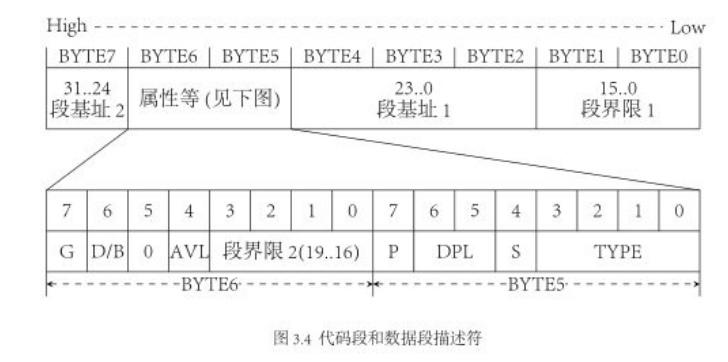 High Low
BYTE7 BYTE6 BYTE5 BYTE4 BYTE3 BYTE2 BYTE1 BYTE0
31..24 23..0 15..0
段基址 2 属性等 (见下图) 段基址 1 段界限 1
7 6 5 4 3 2 1 0 7 6 5 4 3 2 1 0
G D/B 0 AVL 段界限 2(19..16) P DPL S TYPE
BYTE6 BYTE5
图 3.4 代码段和数据段描述符